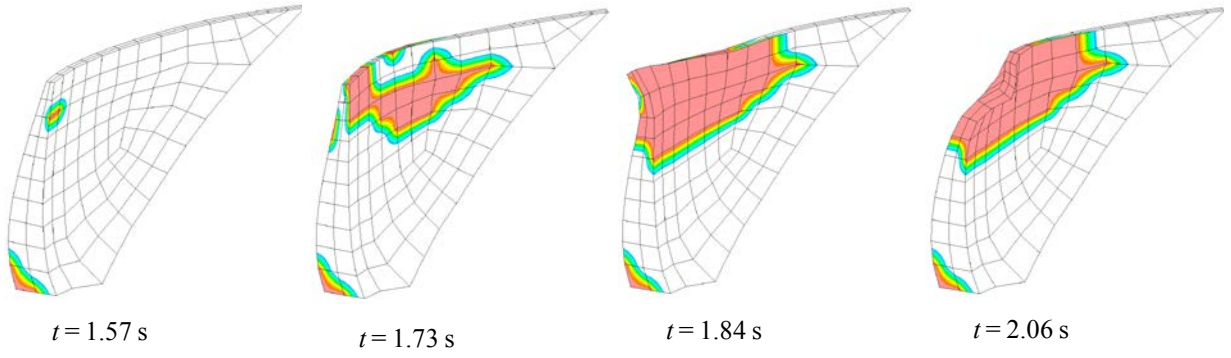 t = 1.57 s
t = 1.73 s
t = 1.84 s
t = 2.06 s